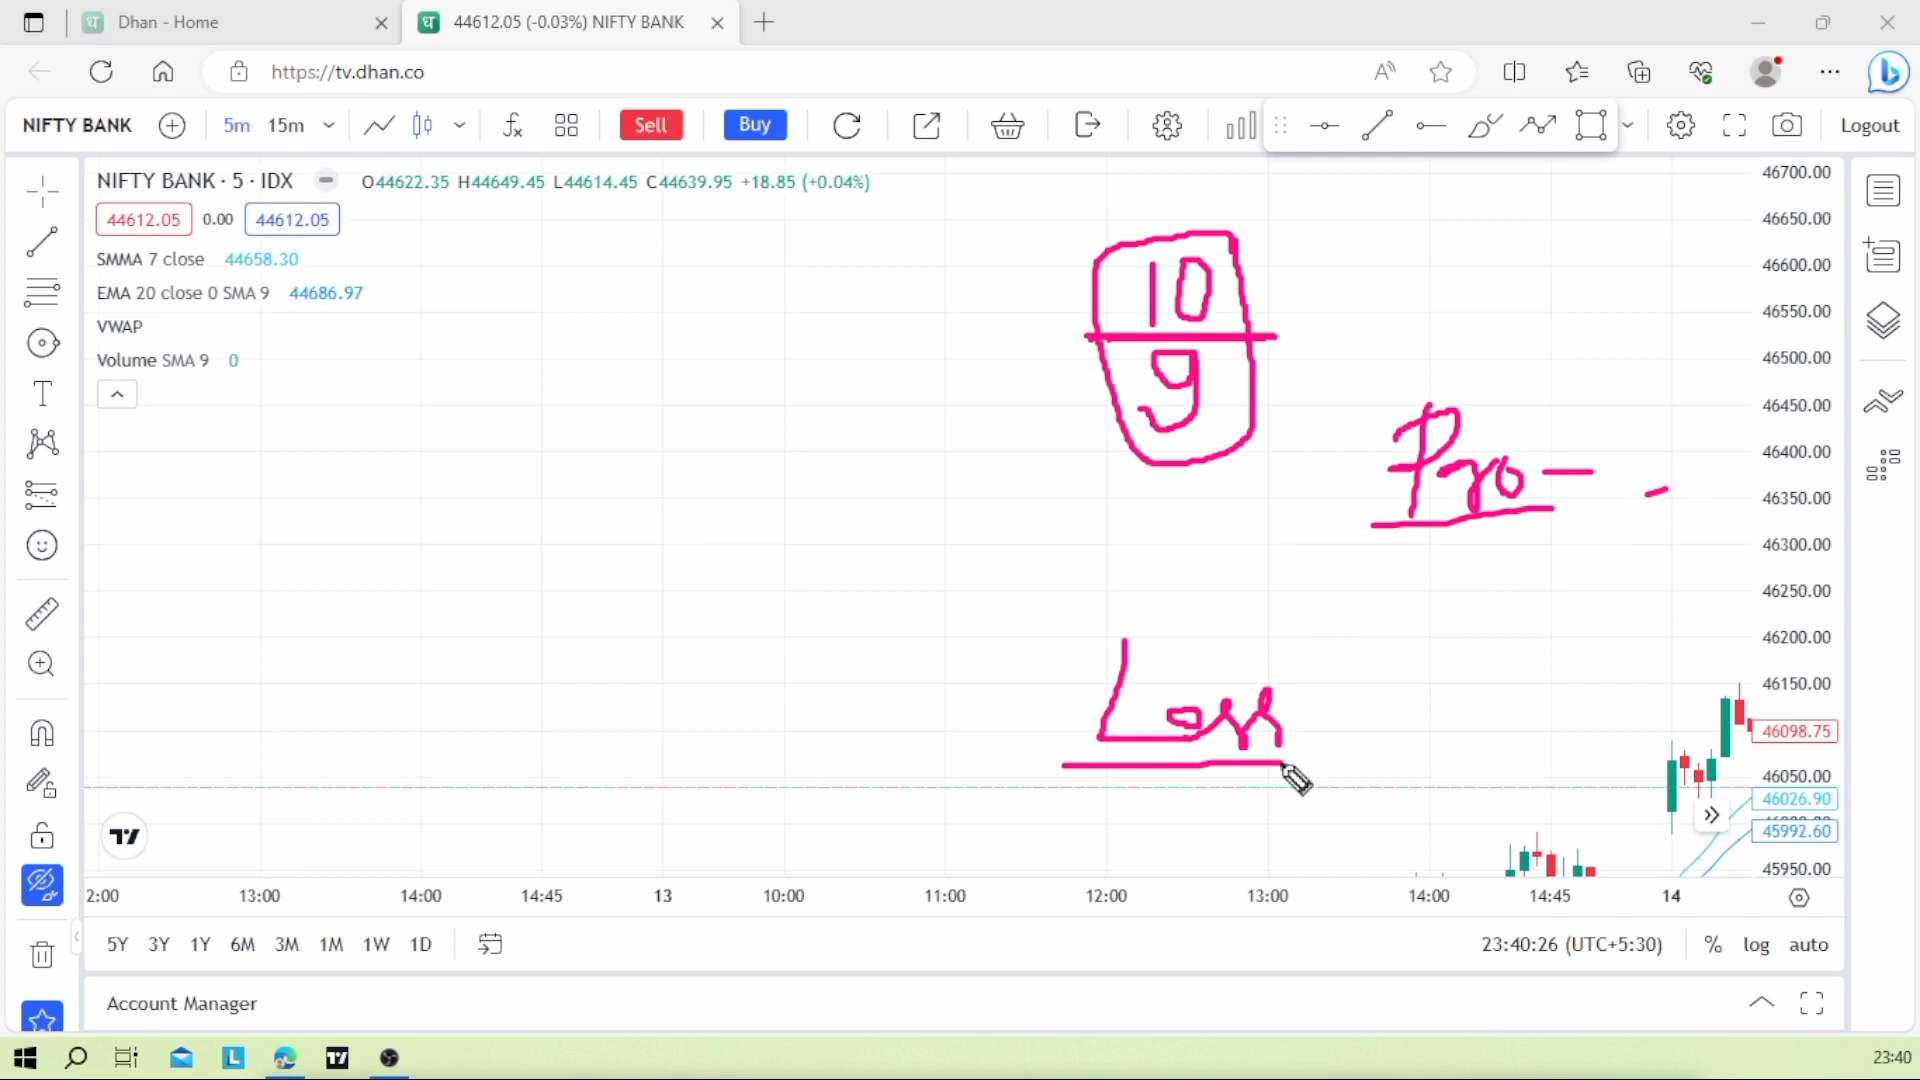 Dhan - Home
44612.05 (-0.03%) NIFTY BANK
https://tv.dhan.co
NIFTY BANK 5m 15m Sell Buy Logout
NIFTY BANK · 5 · IDX O44622.35 H44649.45 L44614.45 C44639.95 +18.85 (+0.04%)
44612.05 0.00 44612.05
SMMA 7 close 44658.30
EMA 20 close 0 SMA 9 44686.97
VWAP
Volume SMA 9 0
10
9
Pro -
Loss
46700.00
46650.00
46600.00
46550.00
46500.00
46450.00
46400.00
46350.00
46300.00
46250.00
46200.00
46150.00
46098.75
46050.00
46026.90
45992.60
45950.00
2:00 13:00 14:00 14:45 13 10:00 11:00 12:00 13:00 14:00 14:45 14
5Y 3Y 1Y 6M 3M 1M 1W 1D 23:40:26 (UTC+5:30) % log auto
Account Manager
23:40